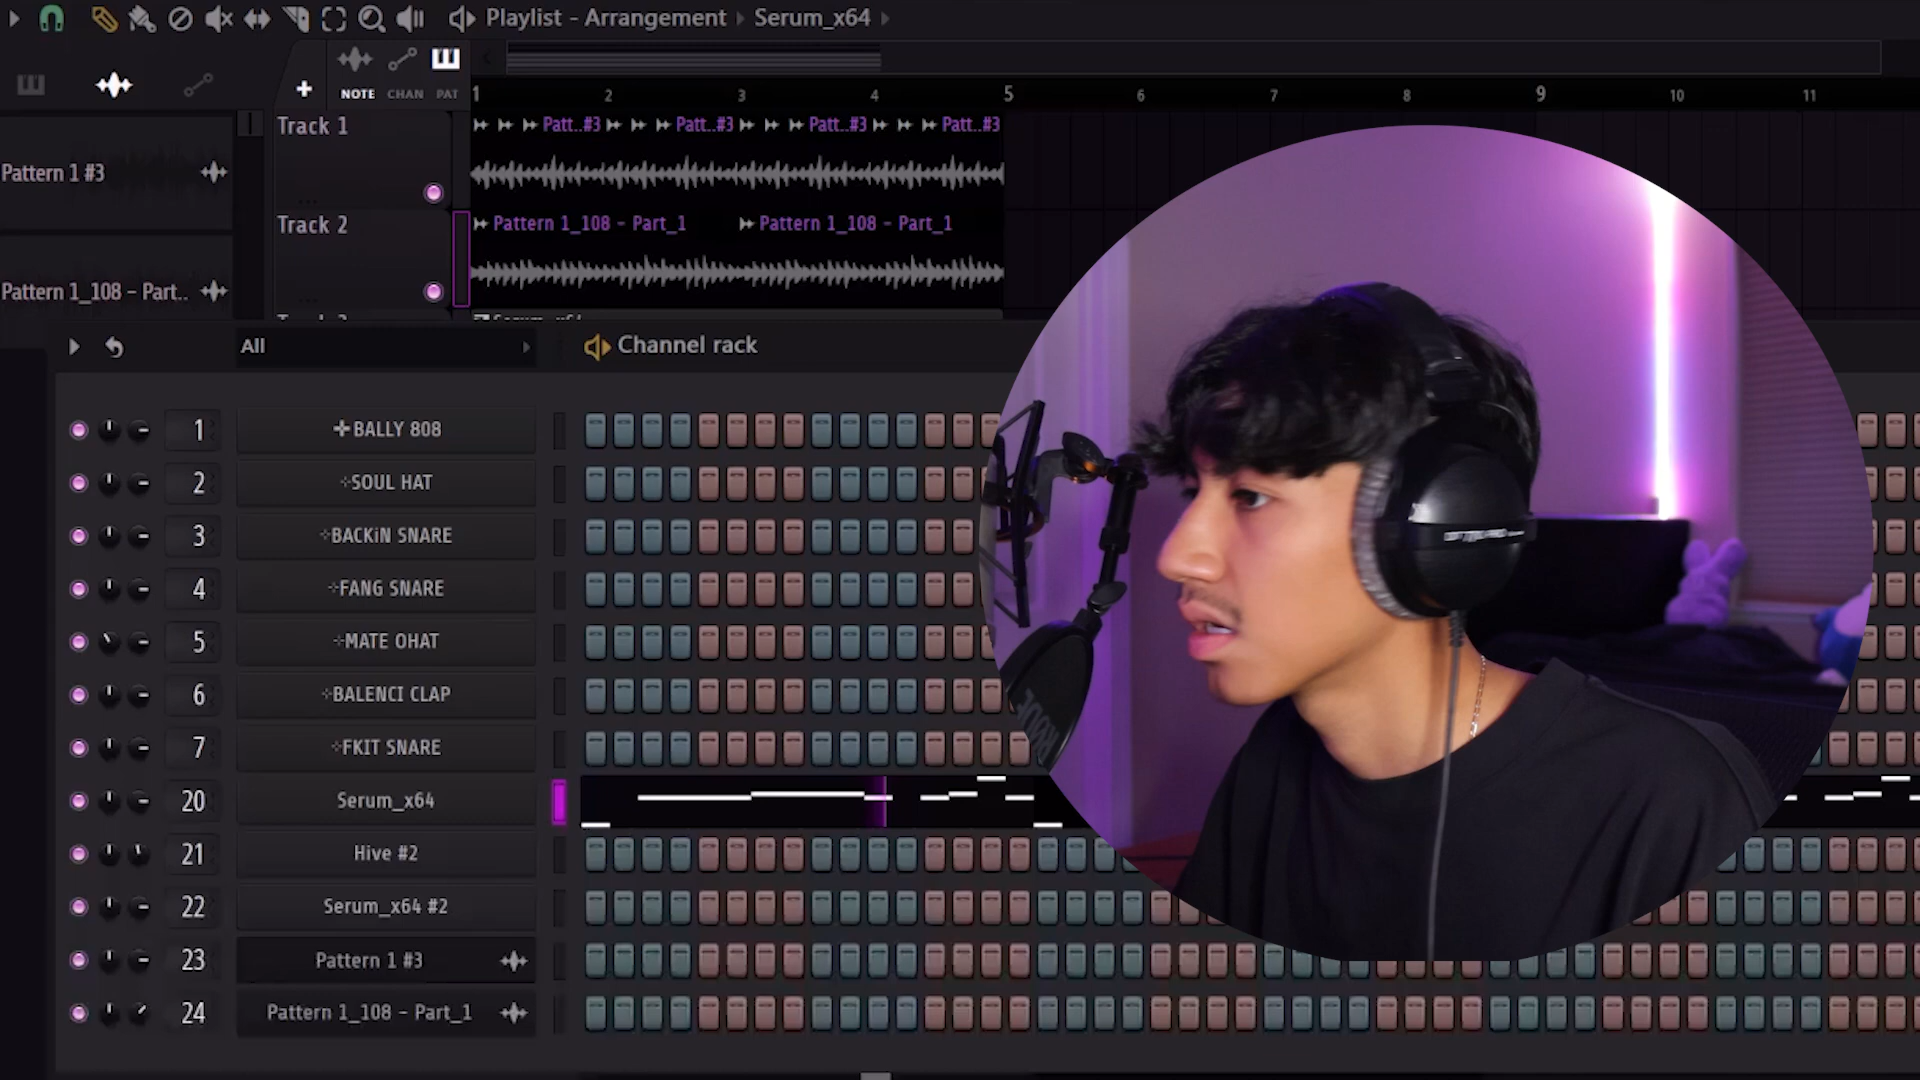 Playlist - Arrangement Serum_x64
NOTE CHAN PAT
1 2 3 4 5 6 7 8 9 10 11
Track 1
Patt..#3 Patt..#3 Patt..#3 Patt..#3
Pattern 1 #3
Track 2
Pattern 1_108 - Part_1 Pattern 1_108 - Part_1
Pattern 1_108 - Part..
All
Channel rack
1 BALLY 808
2 SOUL HAT
3 BACKiN SNARE
4 FANG SNARE
5 MATE OHAT
6 BALENCI CLAP
7 FKIT SNARE
20 Serum_x64
21 Hive #2
22 Serum_x64 #2
23 Pattern 1 #3
24 Pattern 1_108 - Part_1
RØDE